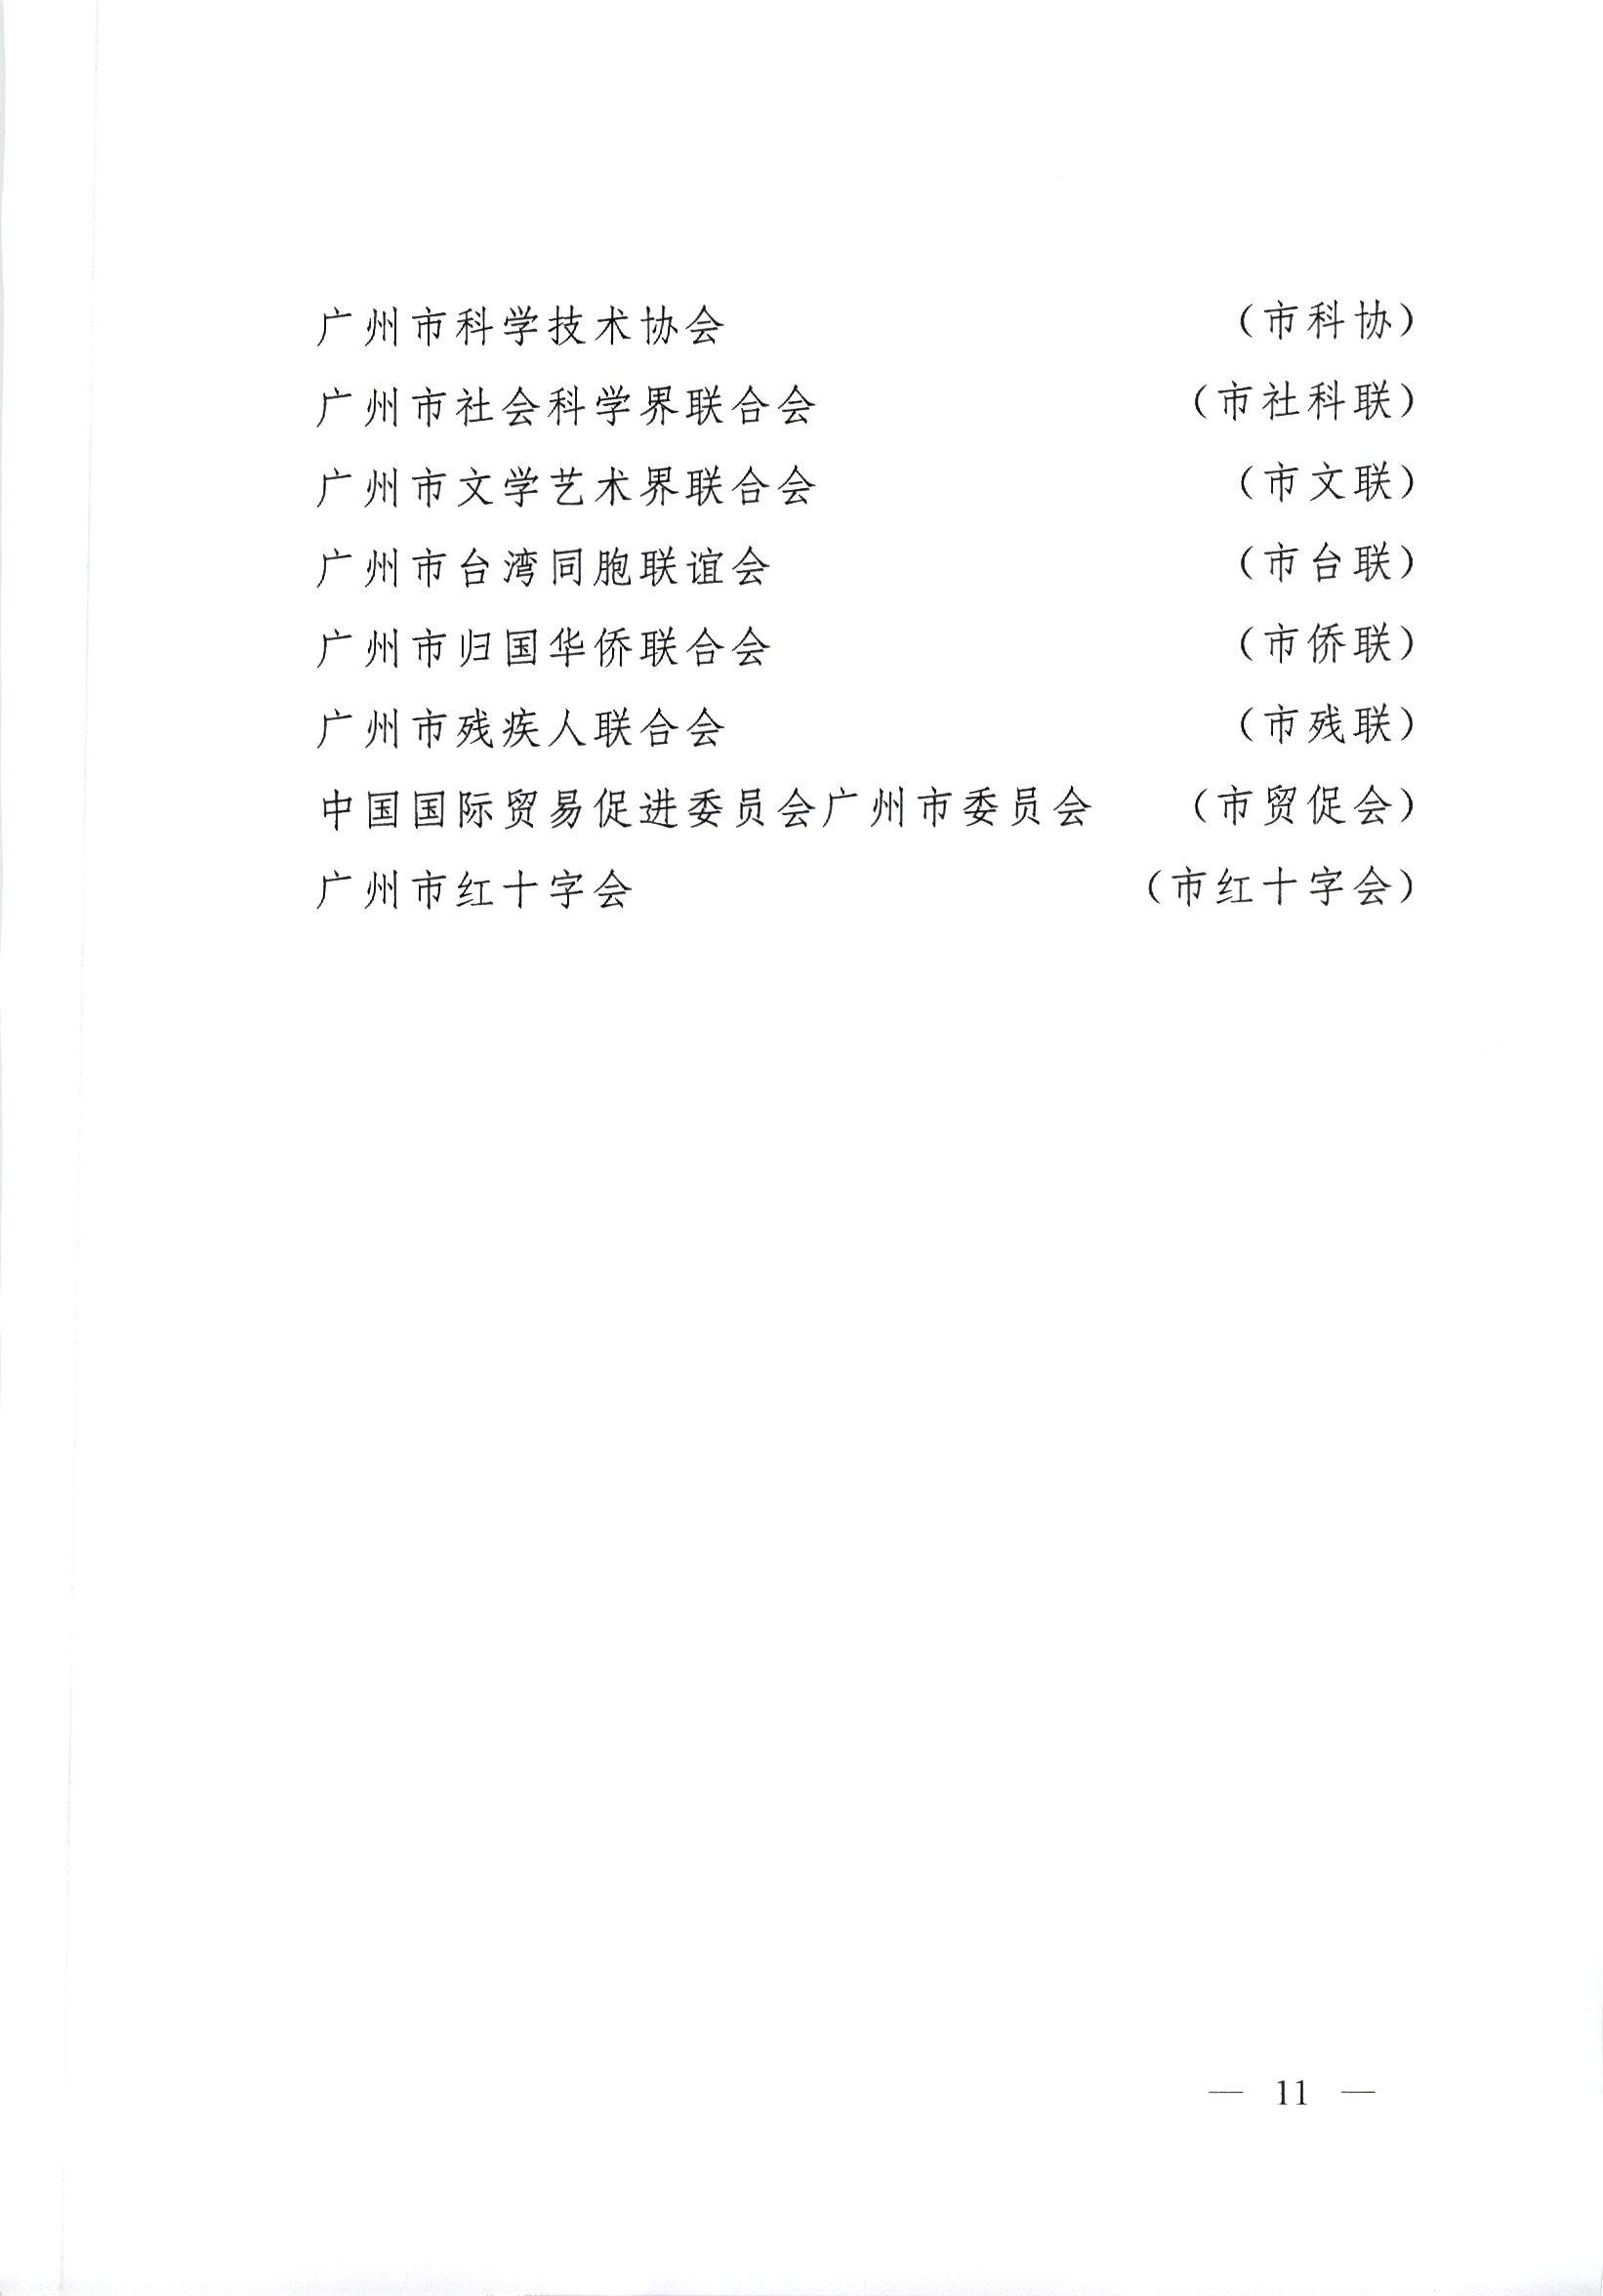 广州市科学技术协会 （市科协）
广州市社会科学界联合会 （市社科联）
广州市文学艺术界联合会 （市文联）
广州市台湾同胞联谊会 （市台联）
广州市归国华侨联合会 （市侨联）
广州市残疾人联合会 （市残联）
中国国际贸易促进委员会广州市委员会 （市贸促会）
广州市红十字会 （市红十字会）
— 11 —